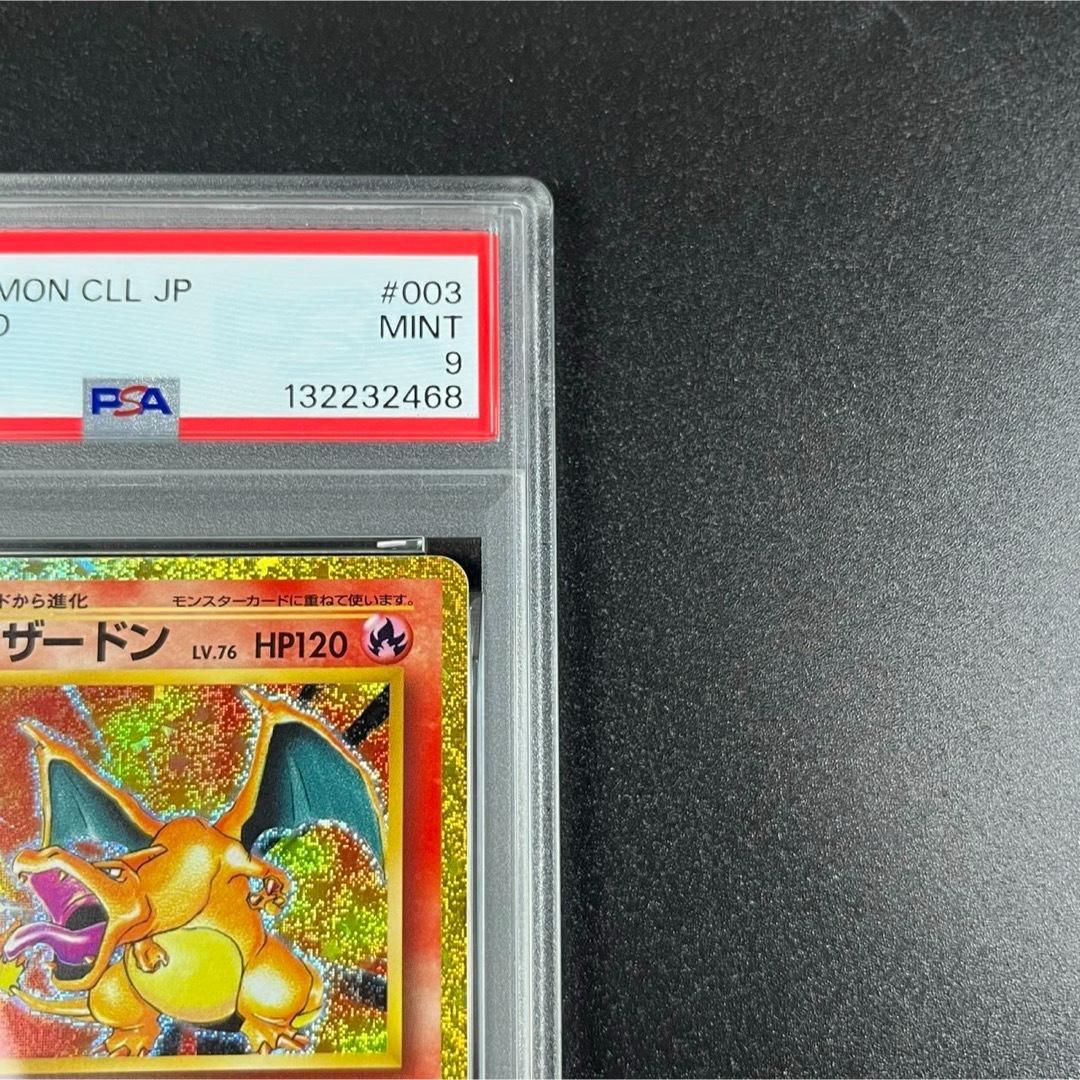 MON CLL JP #003
D MINT
9
PSA 132232468
ドから進化 モンスターカードに重ねて使います。
ザードン LV.76 HP120